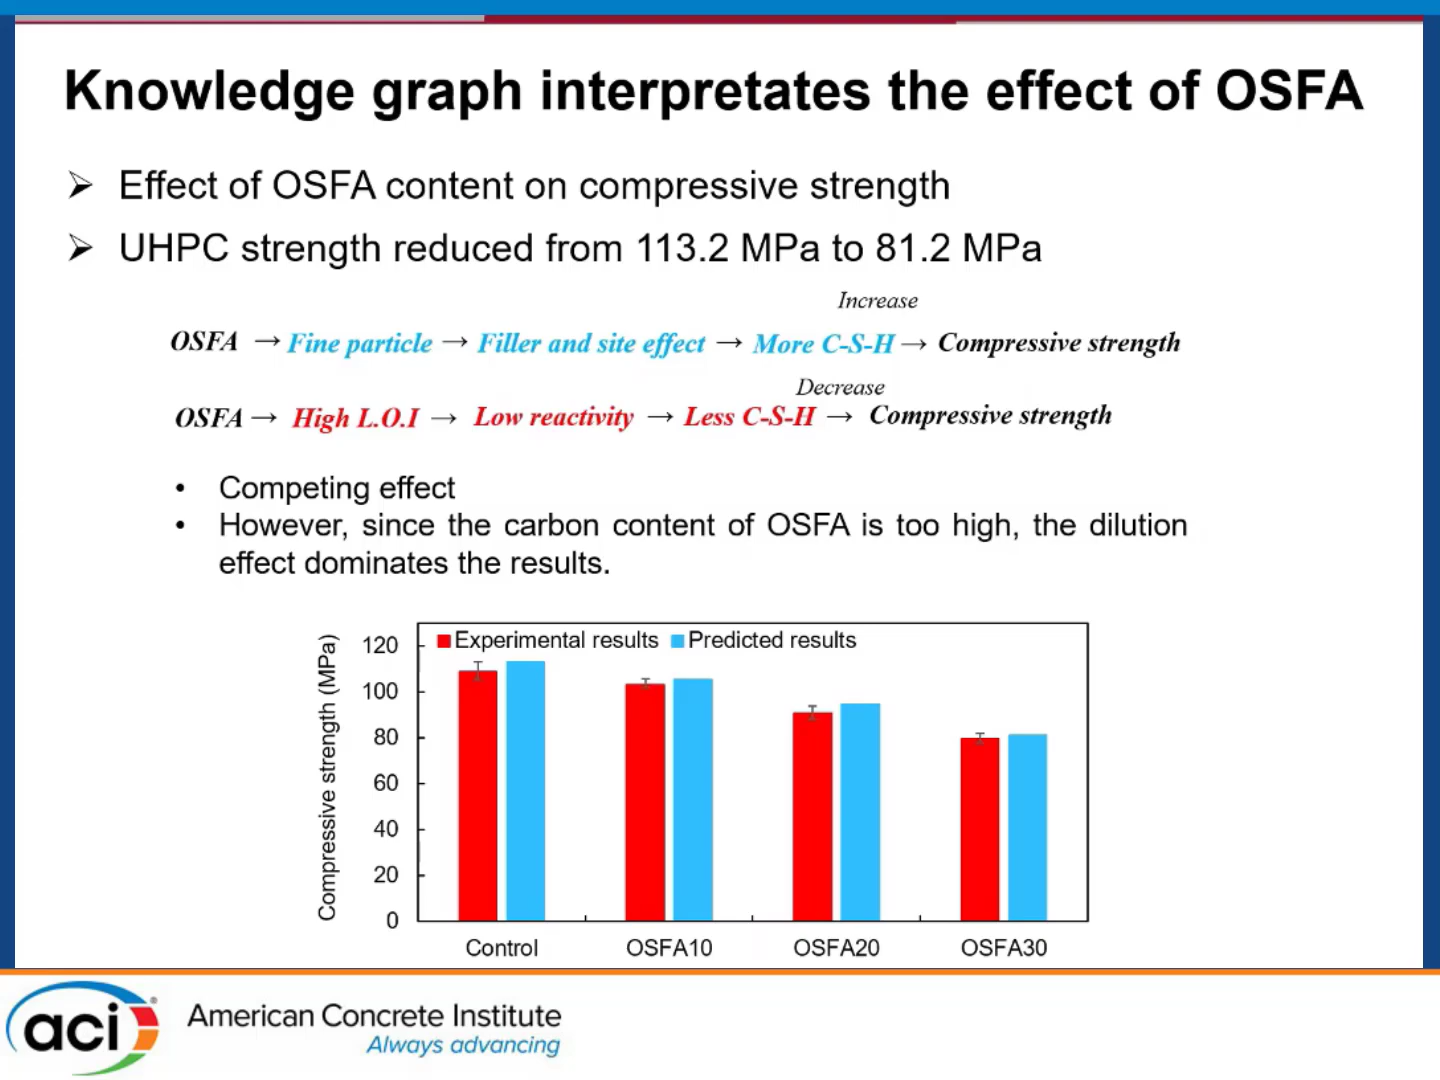 Knowledge graph interpretates the effect of OSFA
➢ Effect of OSFA content on compressive strength
➢ UHPC strength reduced from 113.2 MPa to 81.2 MPa
Increase
OSFA → Fine particle → Filler and site effect → More C-S-H → Compressive strength
Decrease
OSFA → High L.O.I → Low reactivity → Less C-S-H → Compressive strength
• Competing effect
• However, since the carbon content of OSFA is too high, the dilution
effect dominates the results.
Compressive strength (MPa)
Experimental results Predicted results
120
100
80
60
40
20
0
Control OSFA10 OSFA20 OSFA30
aci ® American Concrete Institute
Always advancing